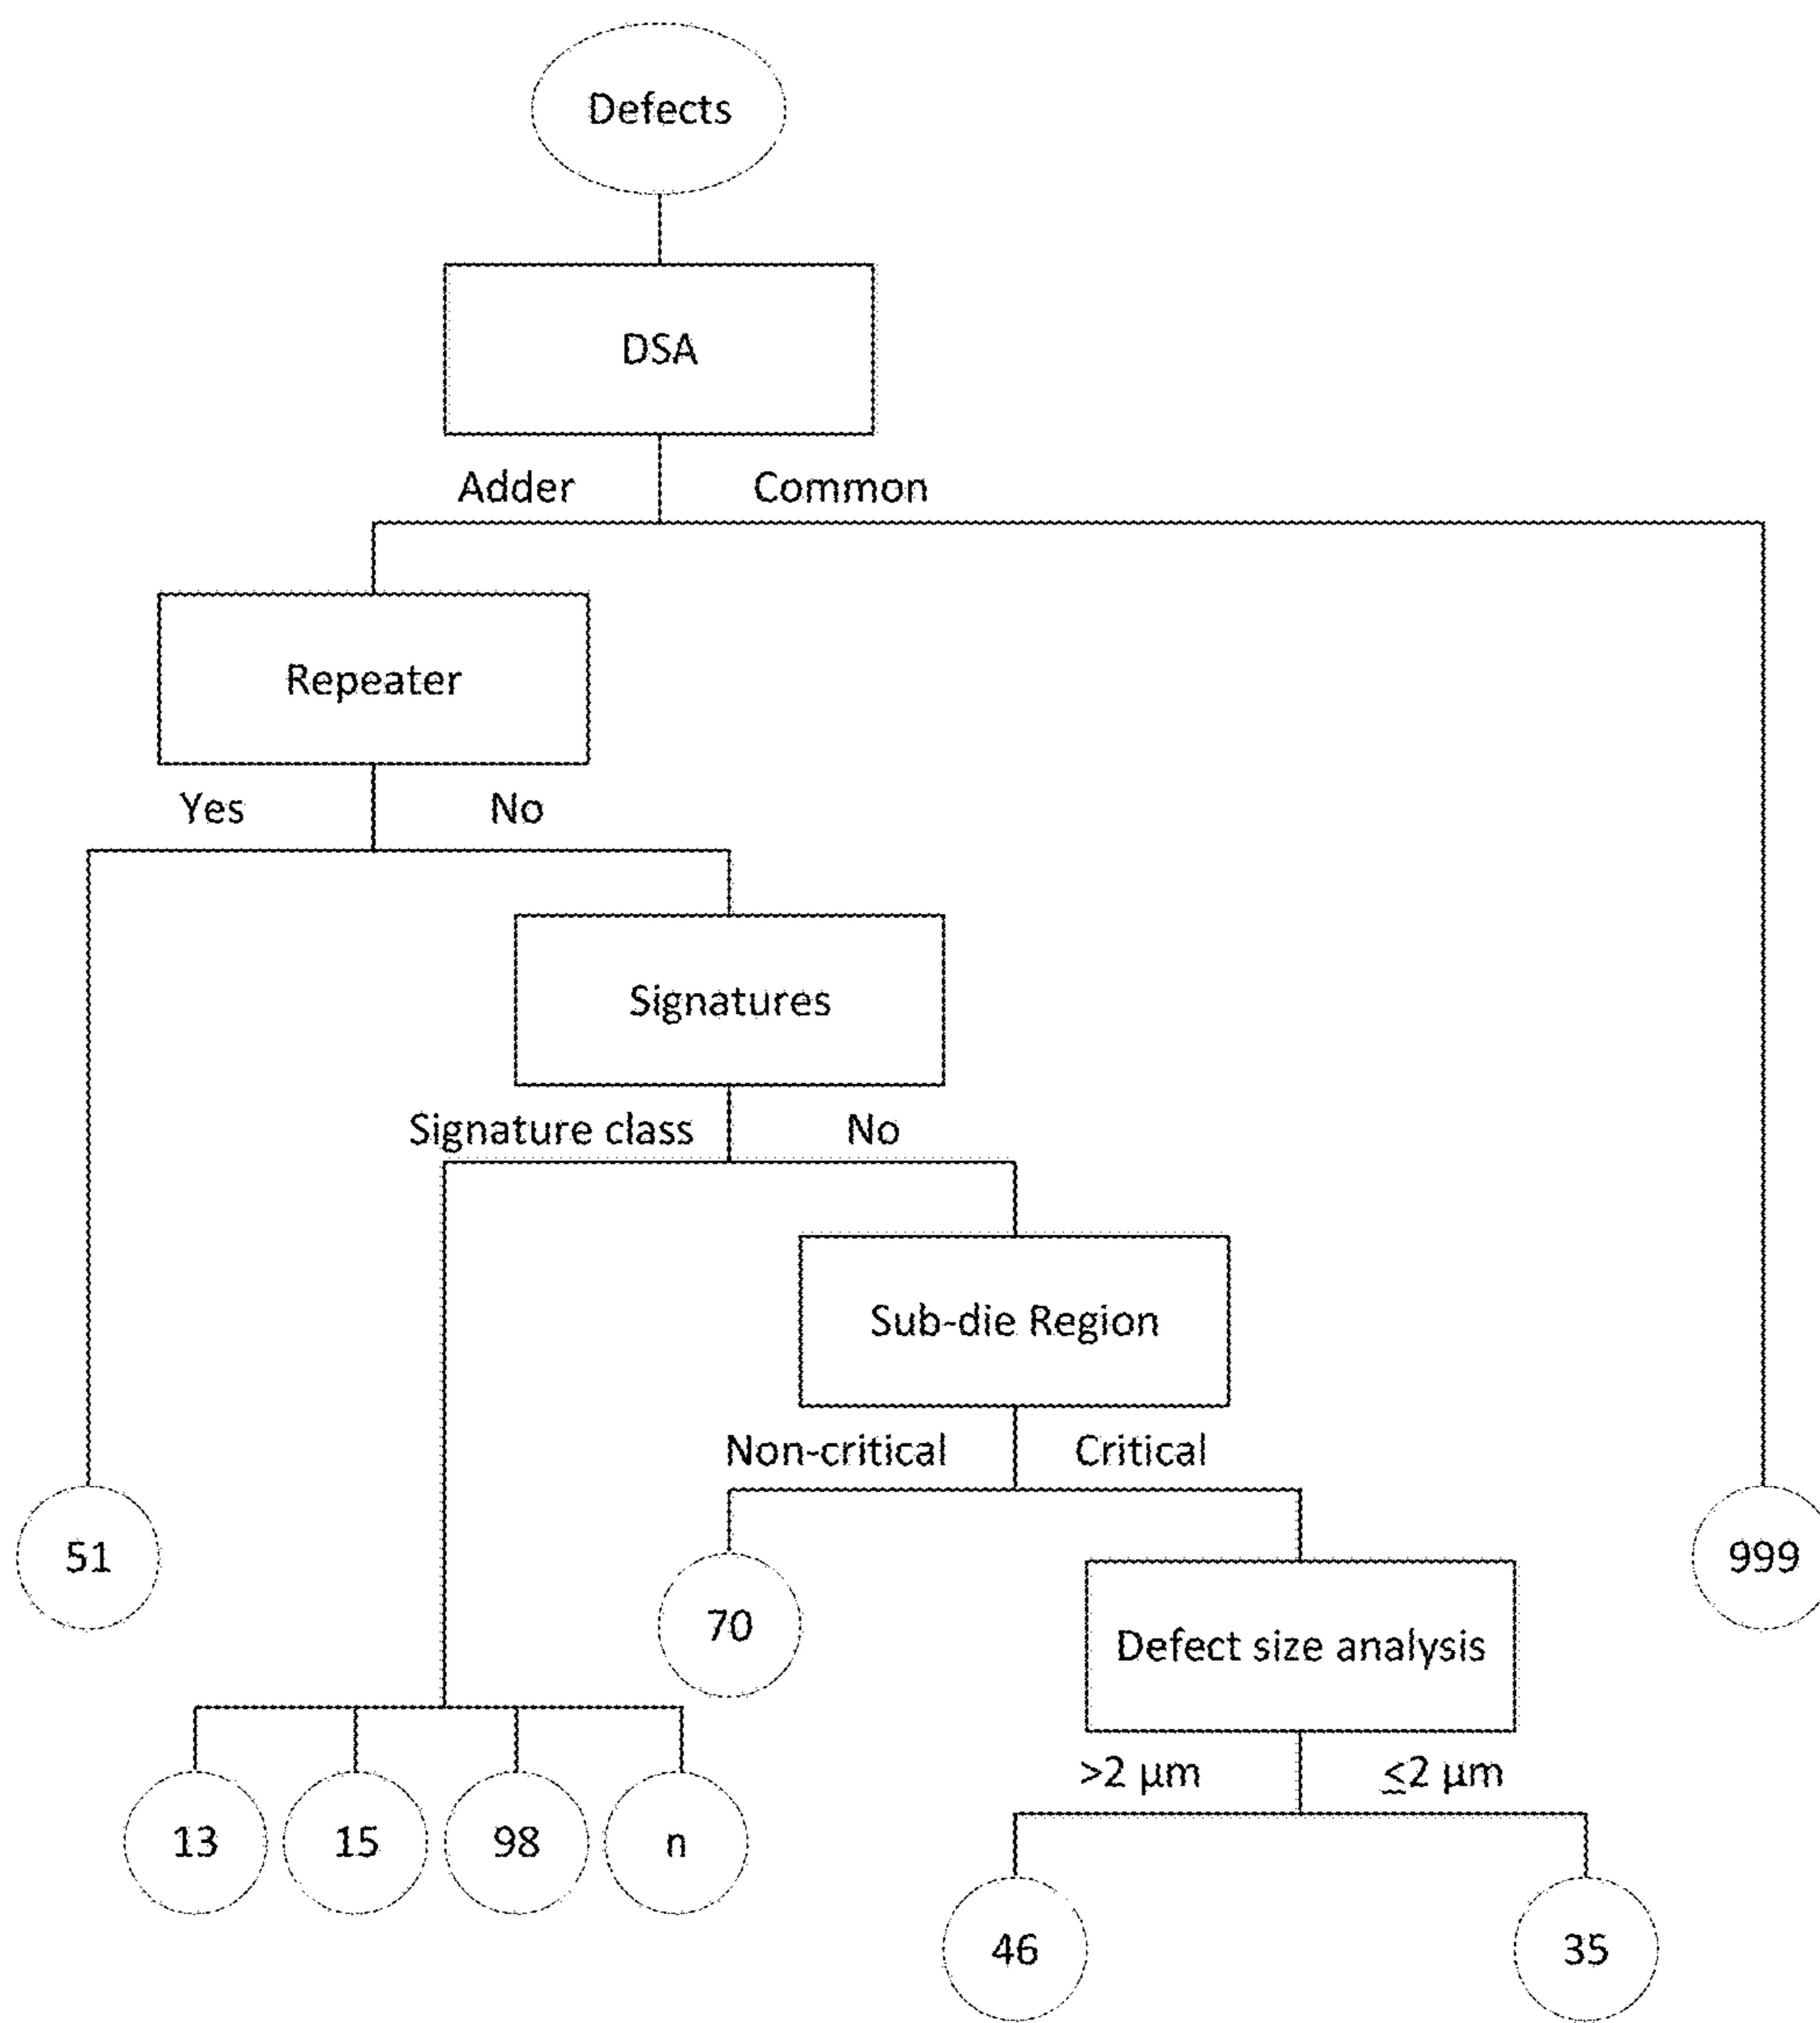 Defects
DSA
Adder
Common
Repeater
Yes
No
Signatures
Signature class
No
Sub-die Region
Non-critical
Critical
51
999
70
Defect size analysis
>2 µm
≤2 µm
13
15
98
n
46
35